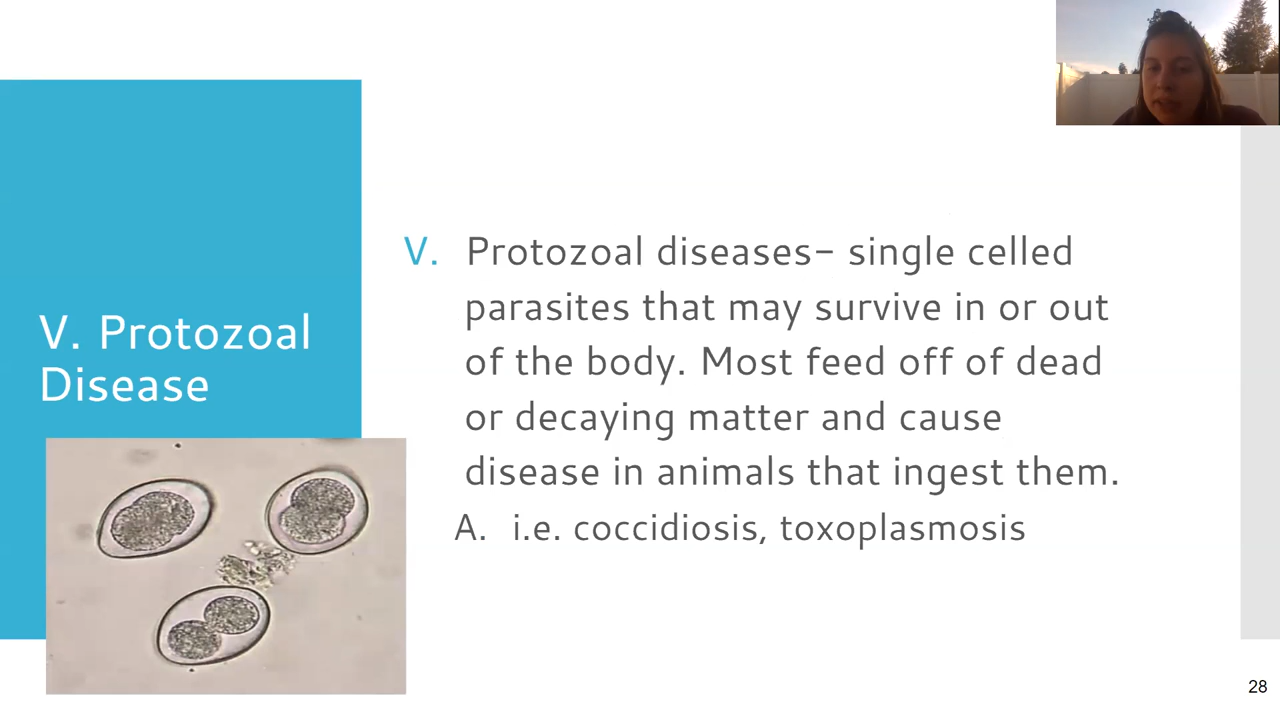 V. Protozoal
Disease
V. Protozoal diseases- single celled
parasites that may survive in or out
of the body. Most feed off of dead
or decaying matter and cause
disease in animals that ingest them.
A. i.e. coccidiosis, toxoplasmosis
28